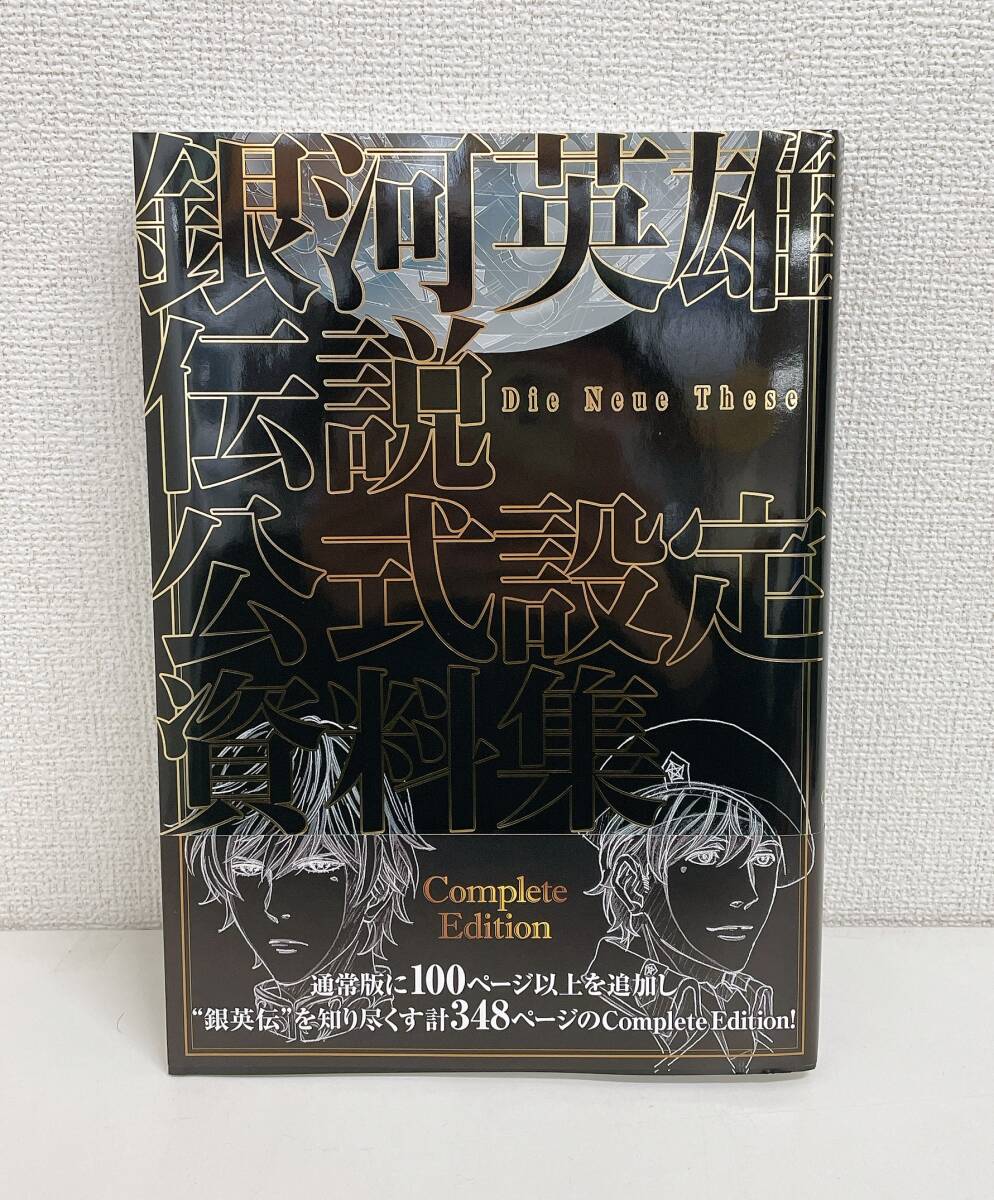 銀河英雄
伝説
Die Neue These
公式設定
資料集
Complete
Edition
通常版に100ページ以上を追加し
“銀英伝”を知り尽くす計348ページのComplete Edition!